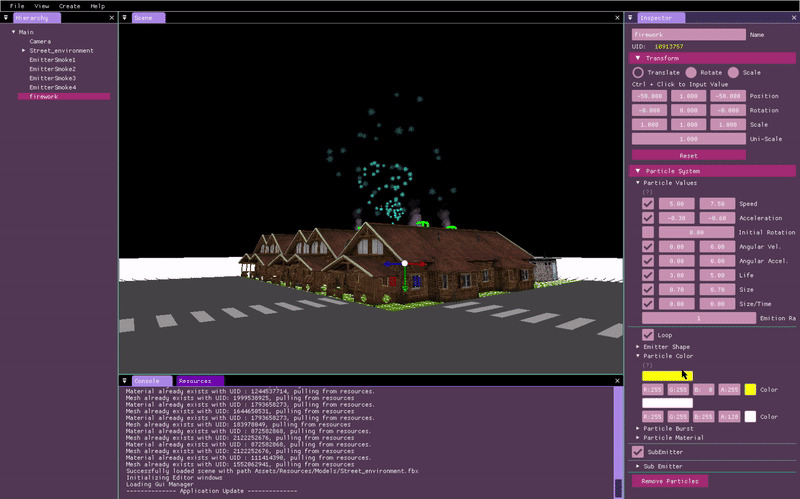 File View Create Help
Hierarchy
Main
Camera
Street_environment
EmitterSmoke1
EmitterSmoke2
EmitterSmoke3
EmitterSmoke4
firework
Scene
Console Resources
Material already exists with UID : 1244537714, pulling from resources.
Mesh already exists with UID: 1999538925, pulling from resources
Material already exists with UID : 1793658273, pulling from resources.
Mesh already exists with UID: 1644650531, pulling from resources
Material already exists with UID : 1793658273, pulling from resources.
Mesh already exists with UID: 183978849, pulling from resources
Material already exists with UID : 872582868, pulling from resources.
Mesh already exists with UID: 2122252676, pulling from resources
Material already exists with UID : 872582868, pulling from resources.
Mesh already exists with UID: 2122252676, pulling from resources
Material already exists with UID : 111414390, pulling from resources.
Mesh already exists with UID: 1552862941, pulling from resources
Successfully loaded scene with path Assets/Resources/Models/Street_environment.fbx
Initializing Editor windows
Loading Gui Manager
-------------- Application Update --------------
Inspector
firework Name
UID: 10913757
Transform
Translate Rotate Scale
Ctrl + Click to Input Value
-50.000 1.000 -50.000 Position
-0.000 0.000 -0.000 Rotation
1.000 1.000 1.000 Scale
1.000 Uni-Scale
Reset
Particle System
Particle Values
(?)
5.00 7.50 Speed
-0.30 -0.60 Acceleration
0.00 Initial Rotation
0.00 0.00 Angular Vel.
0.00 0.00 Angular Accel.
3.00 5.00 Life
0.70 0.70 Size
0.00 0.00 Size/Time
1 Emition Ra
Loop
Emitter Shape
Particle Color
(?)
R:255 G:255 B: 0 A:255 Color
R:255 G:255 B:255 A:128 Color
Particle Burst
Particle Material
SubEmitter
Sub Emitter
Remove Particles